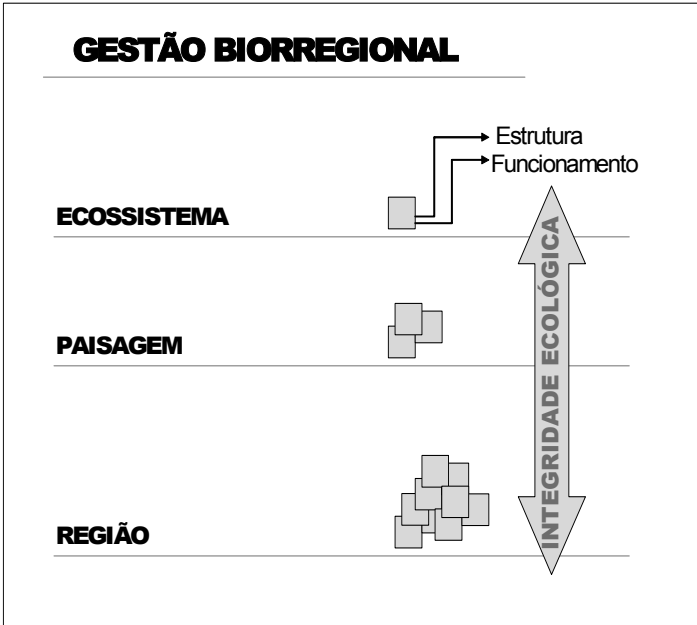 GESTÃO BIORREGIONAL
Estrutura
Funcionamento
ECOSSISTEMA
PAISAGEM
REGIÃO
INTEGRIDADE ECOLÓGICA